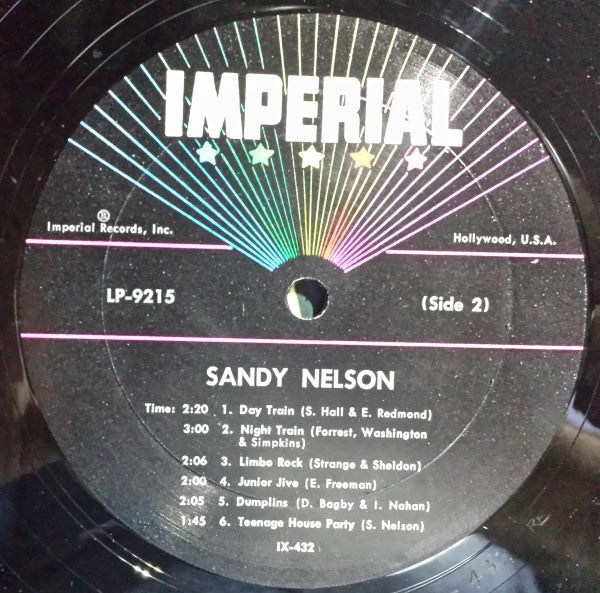 IMPERIAL
®
Imperial Records, Inc.
Hollywood, U.S.A.
LP-9215
(Side 2)
SANDY NELSON
Time: 2:20 1. Day Train (S. Hall & E. Redmond)
3:00 2. Night Train (Forrest, Washington
& Simpkins)
2:06 3. Limbo Rock (Strange & Sheldon)
2:00 4. Junior Jive (E. Freeman)
2:05 5. Dumplins (D. Bagby & I. Nahan)
1:45 6. Teenage House Party (S. Nelson)
IX-432